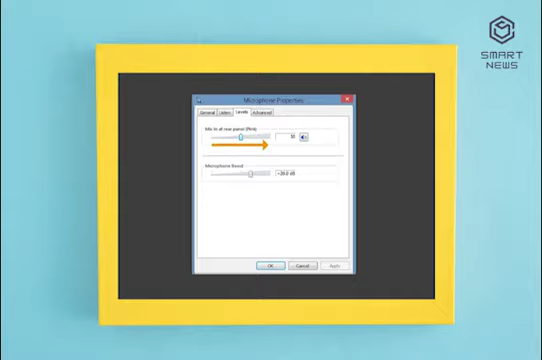 SMART
NEWS
Microphone Properties
General
Listen
Levels
Advanced
Mic in at rear panel (Pink)
Microphone Boost
+20.0 dB
OK
Cancel
Apply